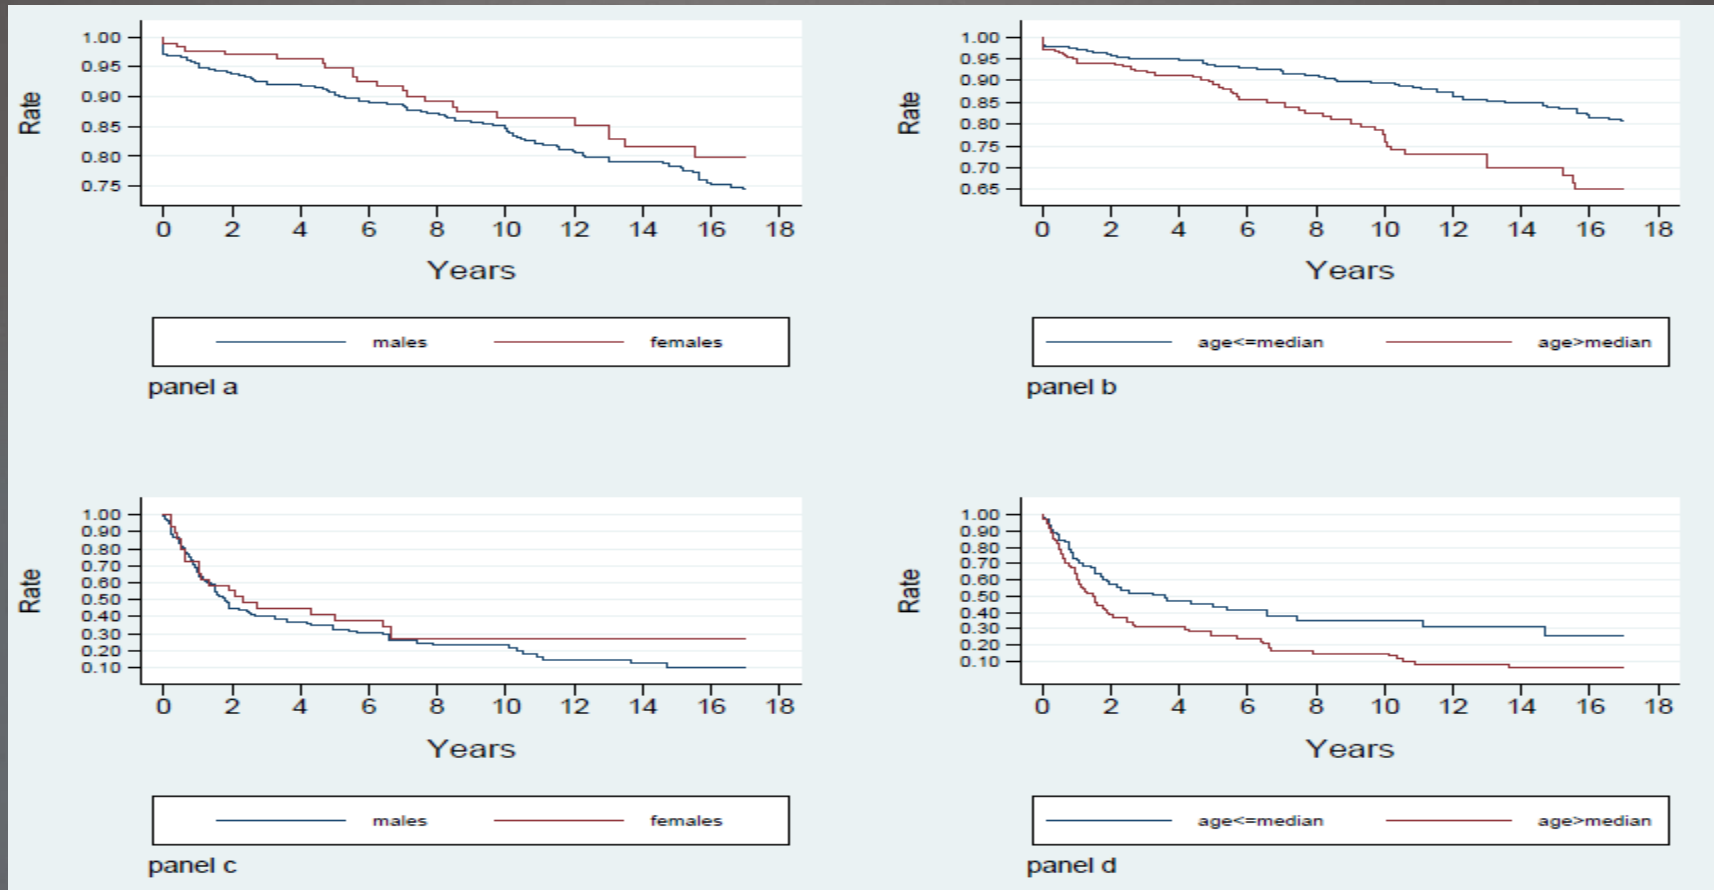 1.00
0.95
0.90
0.85
0.80
0.75
Rate
0 2 4 6 8 10 12 14 16 18
Years
males females
panel a
1.00
0.95
0.90
0.85
0.80
0.75
0.70
0.65
Rate
0 2 4 6 8 10 12 14 16 18
Years
age<=median age>median
panel b
1.00
0.90
0.80
0.70
0.60
0.50
0.40
0.30
0.20
0.10
Rate
0 2 4 6 8 10 12 14 16 18
Years
males females
panel c
1.00
0.90
0.80
0.70
0.60
0.50
0.40
0.30
0.20
0.10
Rate
0 2 4 6 8 10 12 14 16 18
Years
age<=median age>median
panel d